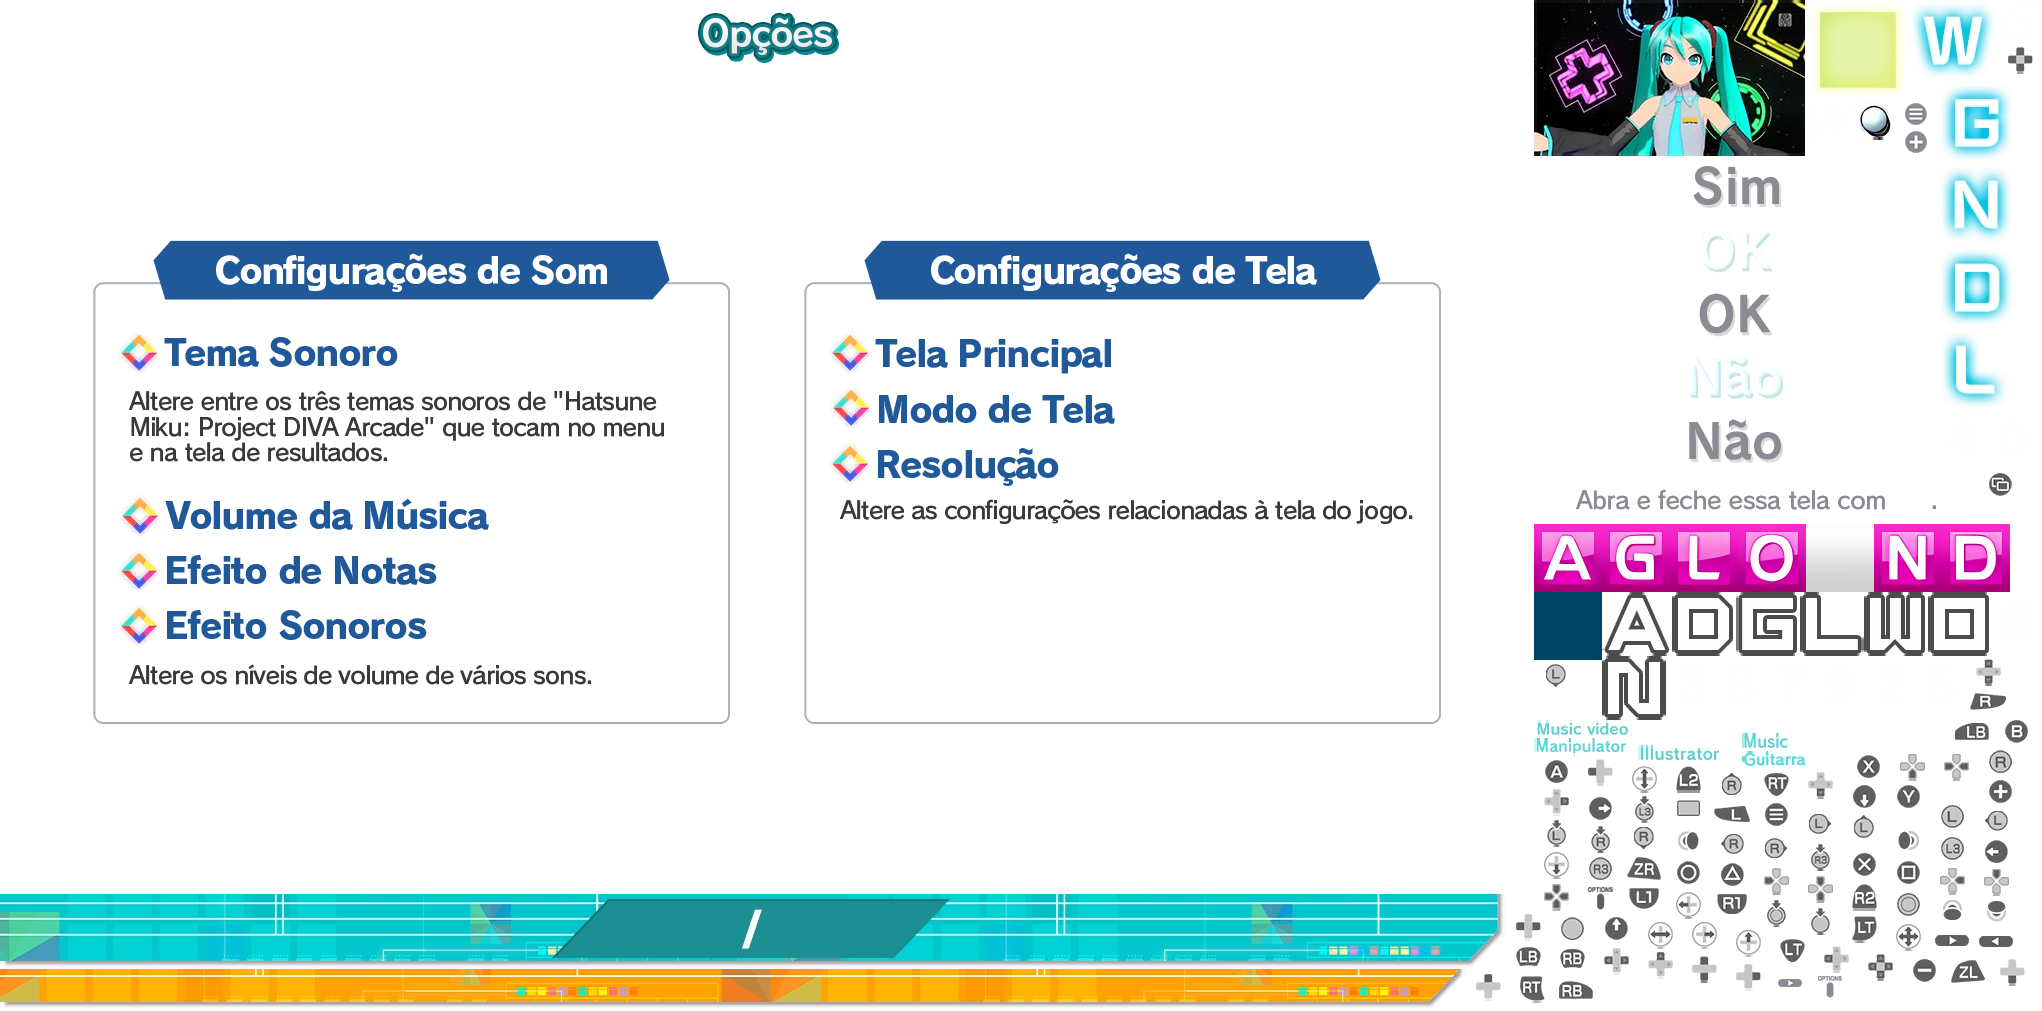 Opções
Configurações de Som
Tema Sonoro
Altere entre os três temas sonoros de "Hatsune
Miku: Project DIVA Arcade" que tocam no menu
e na tela de resultados.
Volume da Música
Efeito de Notas
Efeito Sonoros
Altere os níveis de volume de vários sons.
Configurações de Tela
Tela Principal
Modo de Tela
Resolução
Altere as configurações relacionadas à tela do jogo.
/
W
G
N
D
L
Sim
OK
OK
Não
Não
Abra e feche essa tela com .
A G L O N D
A D G L W O
N
L
R
LB B
Music video
Manipulator
Illustrator
Music
Guitarra
A L2 R RT X R
L3 L Y L L
L R R R R R3 L3
R3 ZR
OPTIONS L1 R1 R2
LT
LB RB LT
OPTIONS ZL
RT RB